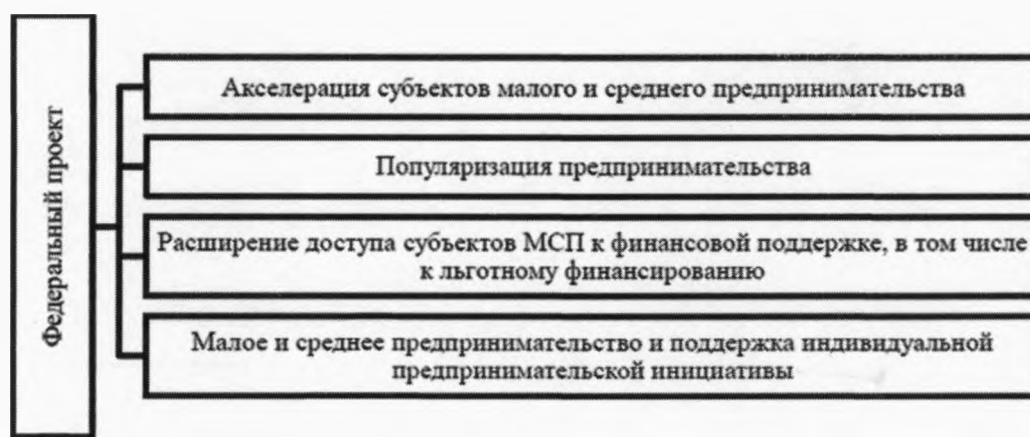 Федеральный проект
Акселерация субъектов малого и среднего предпринимательства
Популяризация предпринимательства
Расширение доступа субъектов МСП к финансовой поддержке, в том числе
к льготному финансированию
Малое и среднее предпринимательство и поддержка индивидуальной
предпринимательской инициативы